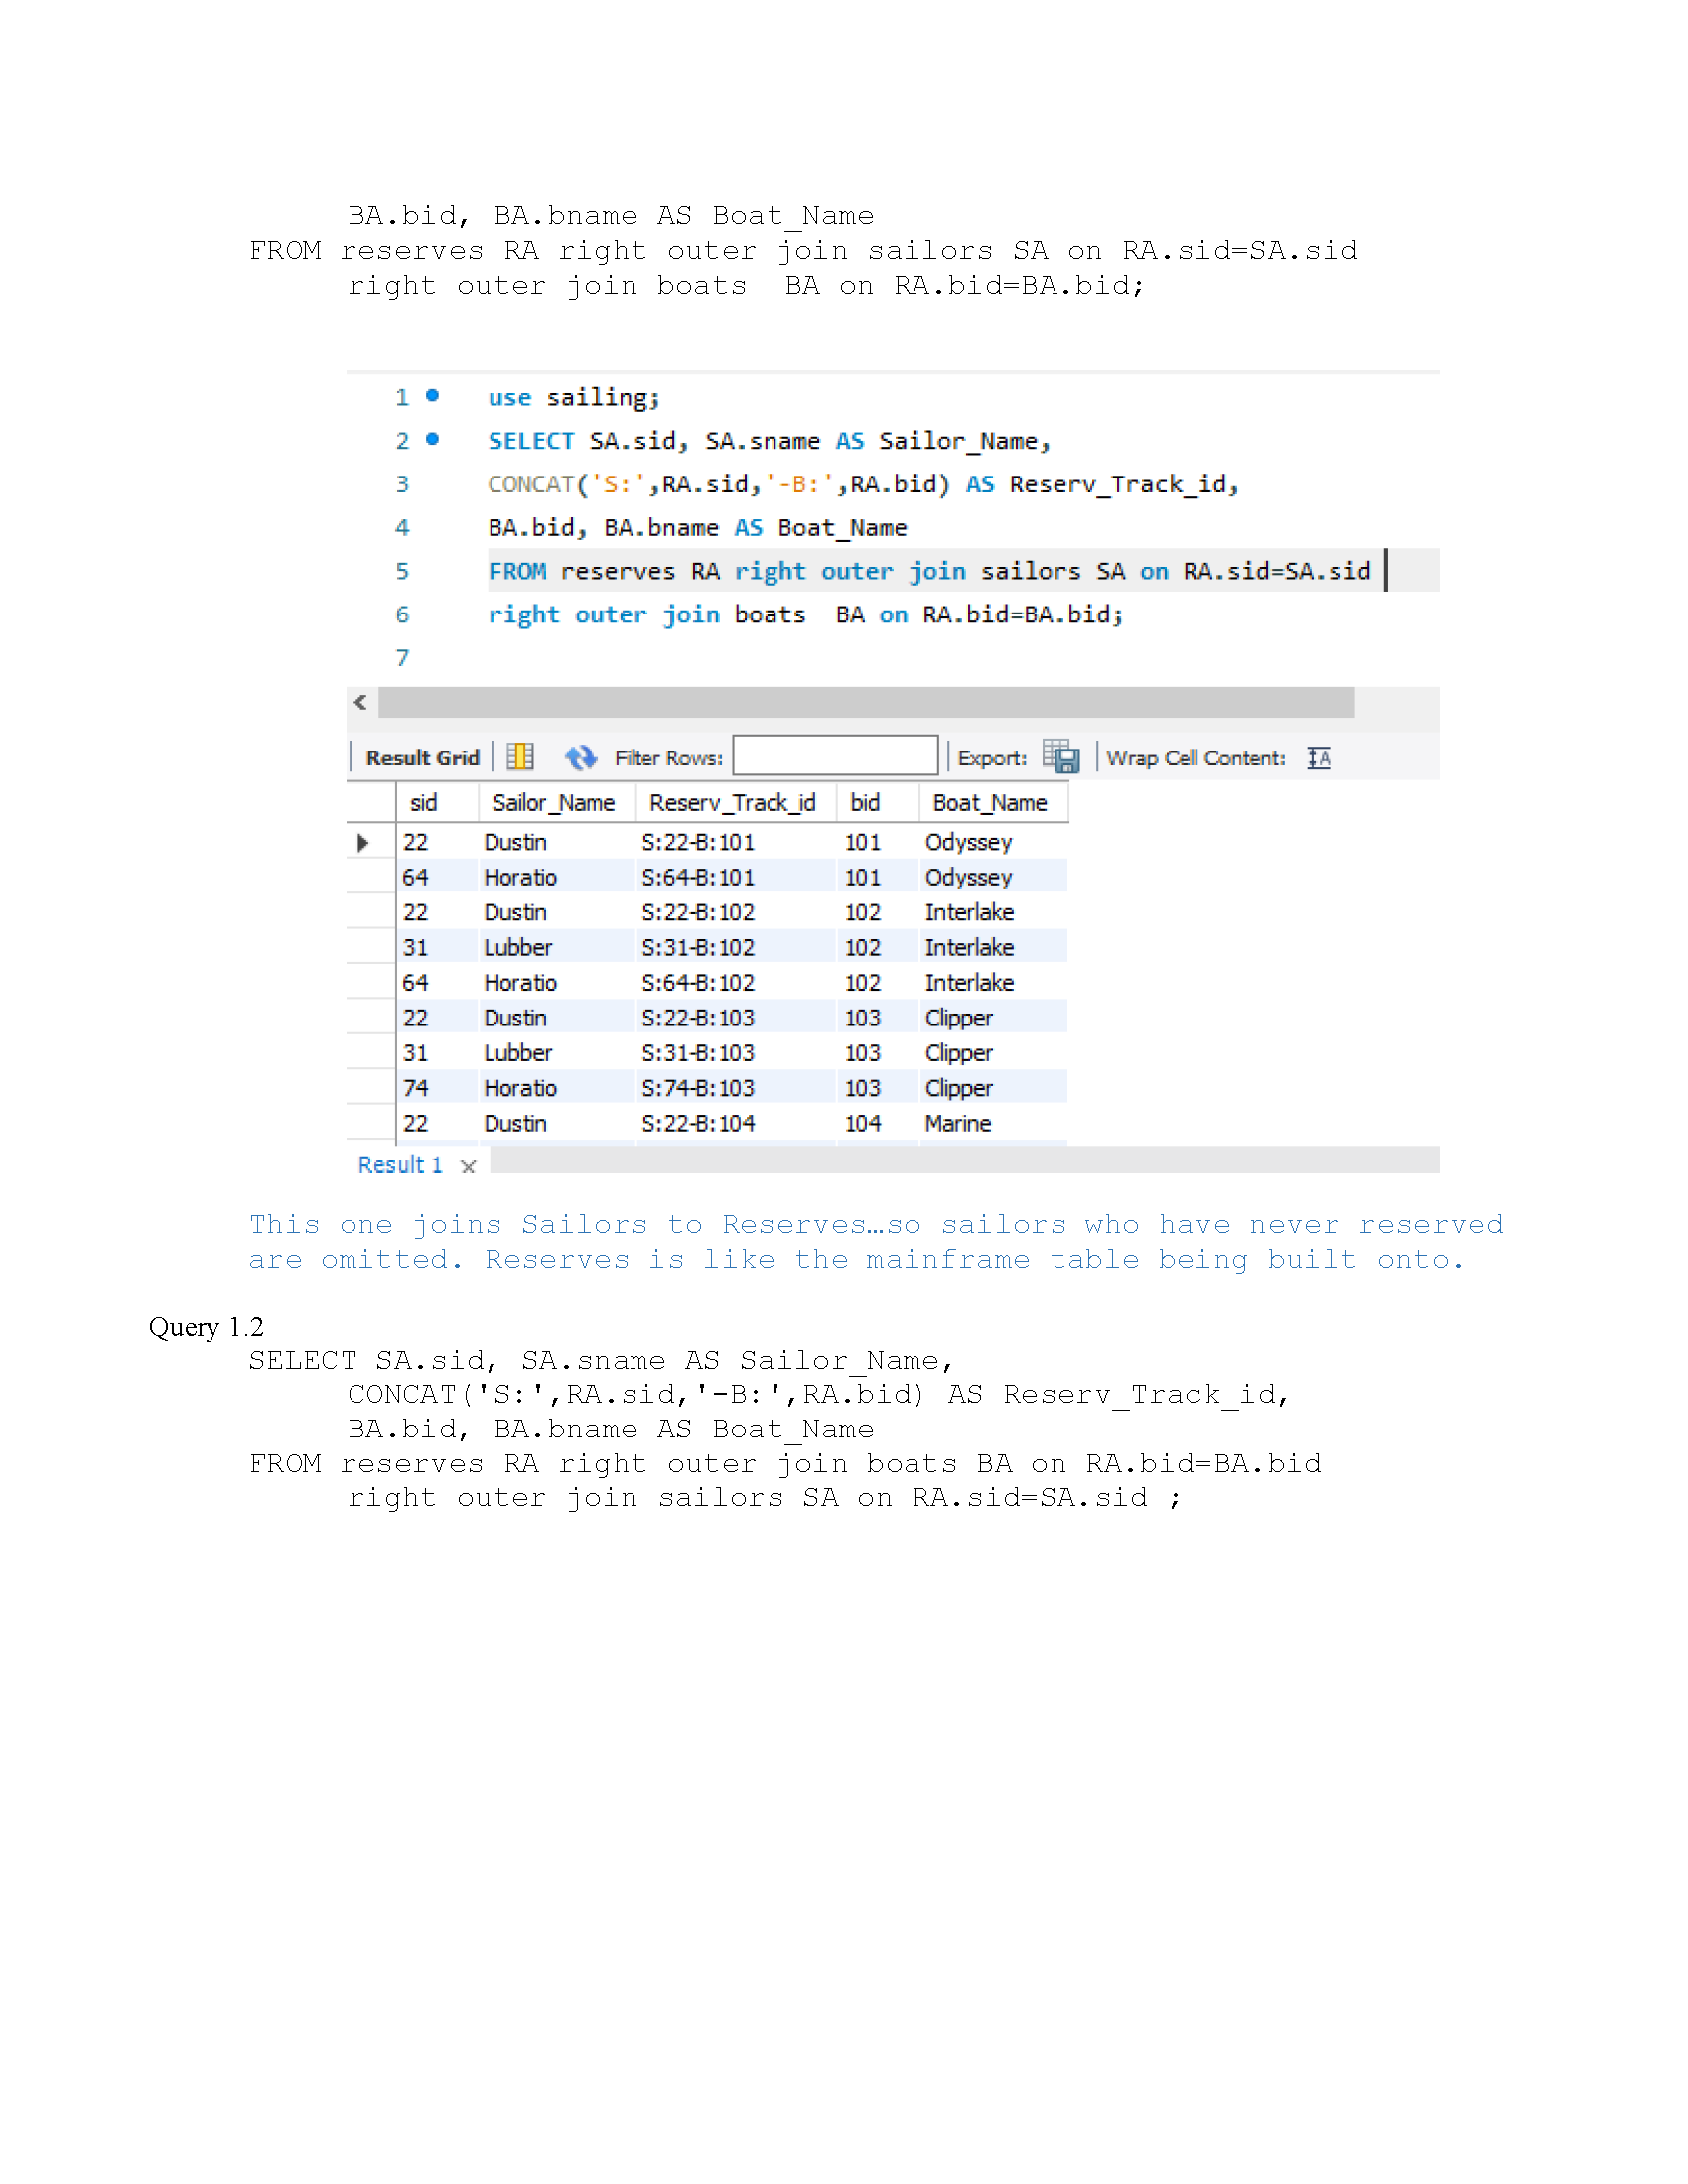 BA.bid, BA.bname AS Boat_Name
FROM reserves RA right outer join sailors SA on RA.sid=SA.sid
right outer join boats  BA on RA.bid=BA.bid;
1 use sailing;
2 SELECT SA.sid, SA.sname AS Sailor_Name,
3 CONCAT('S:',RA.sid,'-B:',RA.bid) AS Reserv_Track_id,
4 BA.bid, BA.bname AS Boat_Name
5 FROM reserves RA right outer join sailors SA on RA.sid=SA.sid
6 right outer join boats  BA on RA.bid=BA.bid;
7
Result Grid Filter Rows: Export: Wrap Cell Content:
sid Sailor_Name Reserv_Track_id bid Boat_Name
22 Dustin S:22-B:101 101 Odyssey
64 Horatio S:64-B:101 101 Odyssey
22 Dustin S:22-B:102 102 Interlake
31 Lubber S:31-B:102 102 Interlake
64 Horatio S:64-B:102 102 Interlake
22 Dustin S:22-B:103 103 Clipper
31 Lubber S:31-B:103 103 Clipper
74 Horatio S:74-B:103 103 Clipper
22 Dustin S:22-B:104 104 Marine
Result 1
This one joins Sailors to Reserves…so sailors who have never reserved
are omitted. Reserves is like the mainframe table being built onto.
Query 1.2
SELECT SA.sid, SA.sname AS Sailor_Name,
CONCAT('S:',RA.sid,'-B:',RA.bid) AS Reserv_Track_id,
BA.bid, BA.bname AS Boat_Name
FROM reserves RA right outer join boats BA on RA.bid=BA.bid
right outer join sailors SA on RA.sid=SA.sid ;